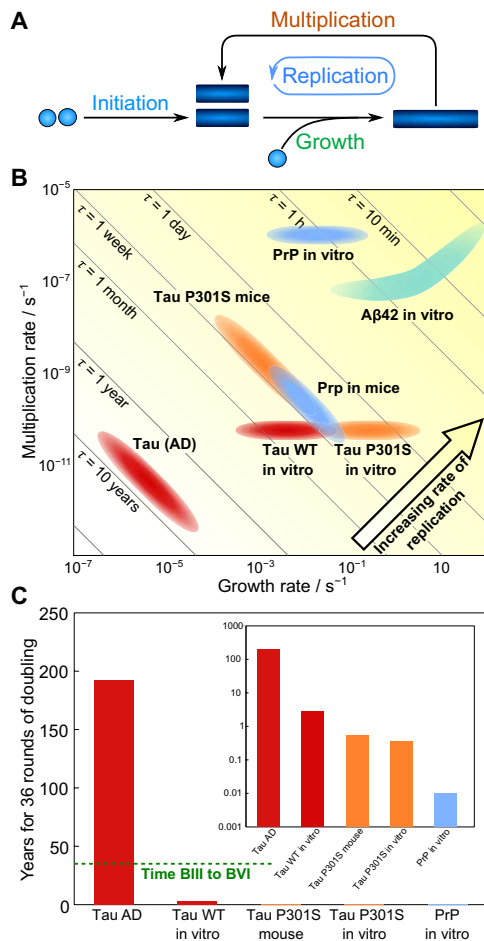 A
Multiplication
Replication
Initiation
Growth
B
Multiplication rate / s⁻¹
10⁻⁵
10⁻⁷
10⁻⁹
10⁻¹¹
τ = 1 week
τ = 1 day
τ = 1 h
τ = 10 min
τ = 1 month
τ = 1 year
τ = 10 years
PrP in vitro
Aβ42 in vitro
Tau P301S mice
Prp in mice
Tau (AD)
Tau WT
in vitro
Tau P301S
in vitro
Increasing rate of
replication
10⁻⁷
10⁻⁵
10⁻³
10⁻¹
10¹
Growth rate / s⁻¹
C
Years for 36 rounds of doubling
250
200
150
100
50
0
Time BIII to BVI
Tau AD
Tau WT
in vitro
Tau P301S
mouse
Tau P301S
in vitro
PrP
in vitro
1000
100
10
1
0.1
0.01
0.001
Tau AD
Tau WT in vitro
Tau P301S mouse
Tau P301S in vitro
PrP in vitro